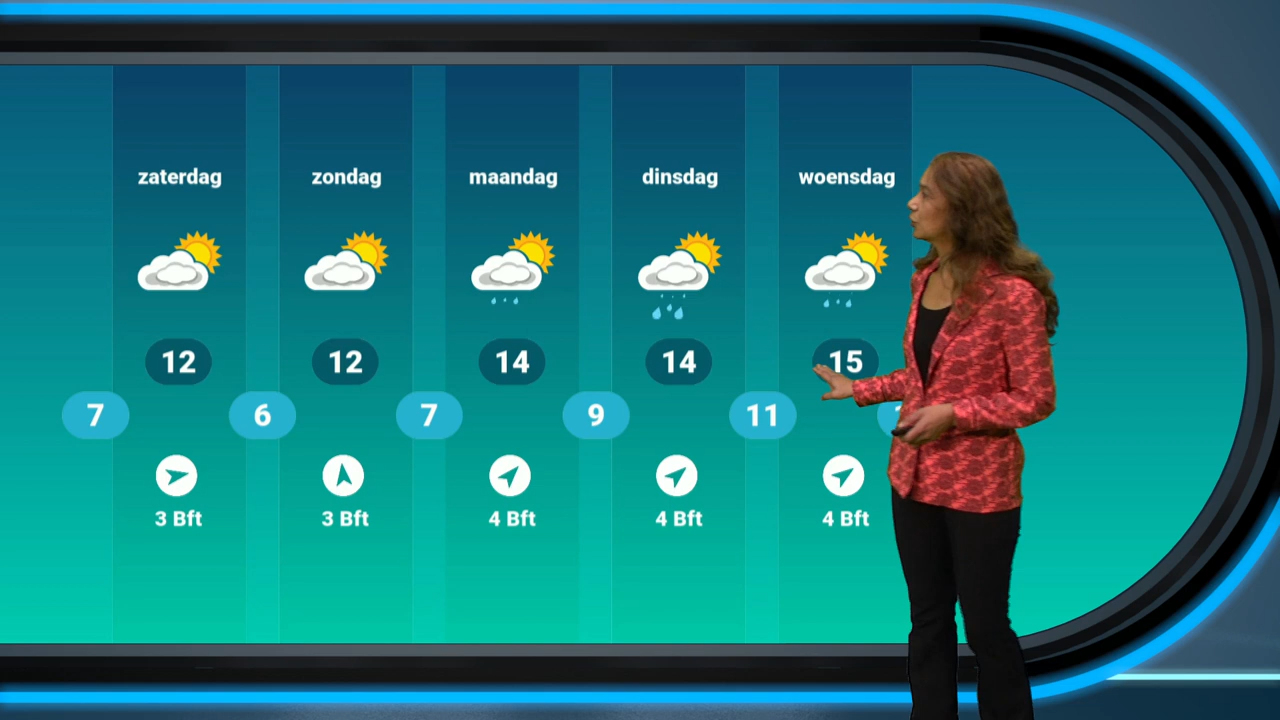 zaterdag zondag maandag dinsdag woensdag
12 12 14 14 15
7 6 7 9 11
3 Bft 3 Bft 4 Bft 4 Bft 4 Bft